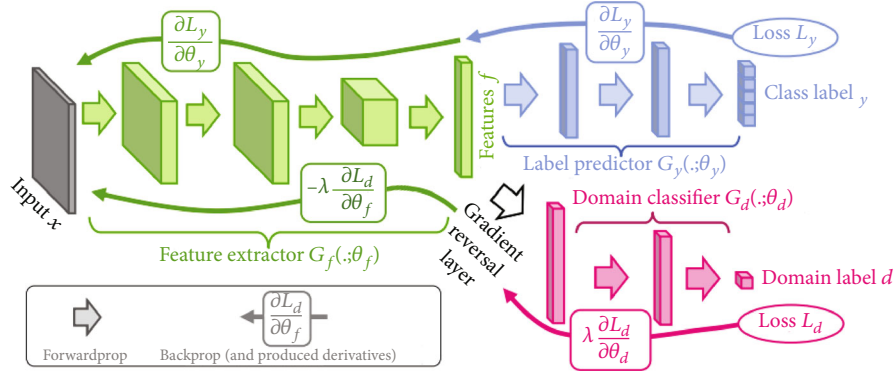 ∂L_y
∂θ_y
∂L_y
∂θ_y
Loss L_y
Features f
Class label y
Label predictor G_y(.;θ_y)
Input x
−λ ∂L_d
∂θ_f
Feature extractor G_f(.;θ_f)
Gradient
reversal
layer
Domain classifier G_d(.;θ_d)
Domain label d
λ ∂L_d
∂θ_d
Loss L_d
∂L_d
∂θ_f
Forwardprop
Backprop (and produced derivatives)